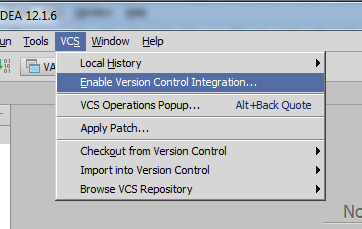 DEA 12.1.6
un Tools VCS Window Help
VA
Local History
Enable Version Control Integration...
VCS Operations Popup... Alt+Back Quote
Apply Patch...
Checkout from Version Control
Import into Version Control
Browse VCS Repository
No